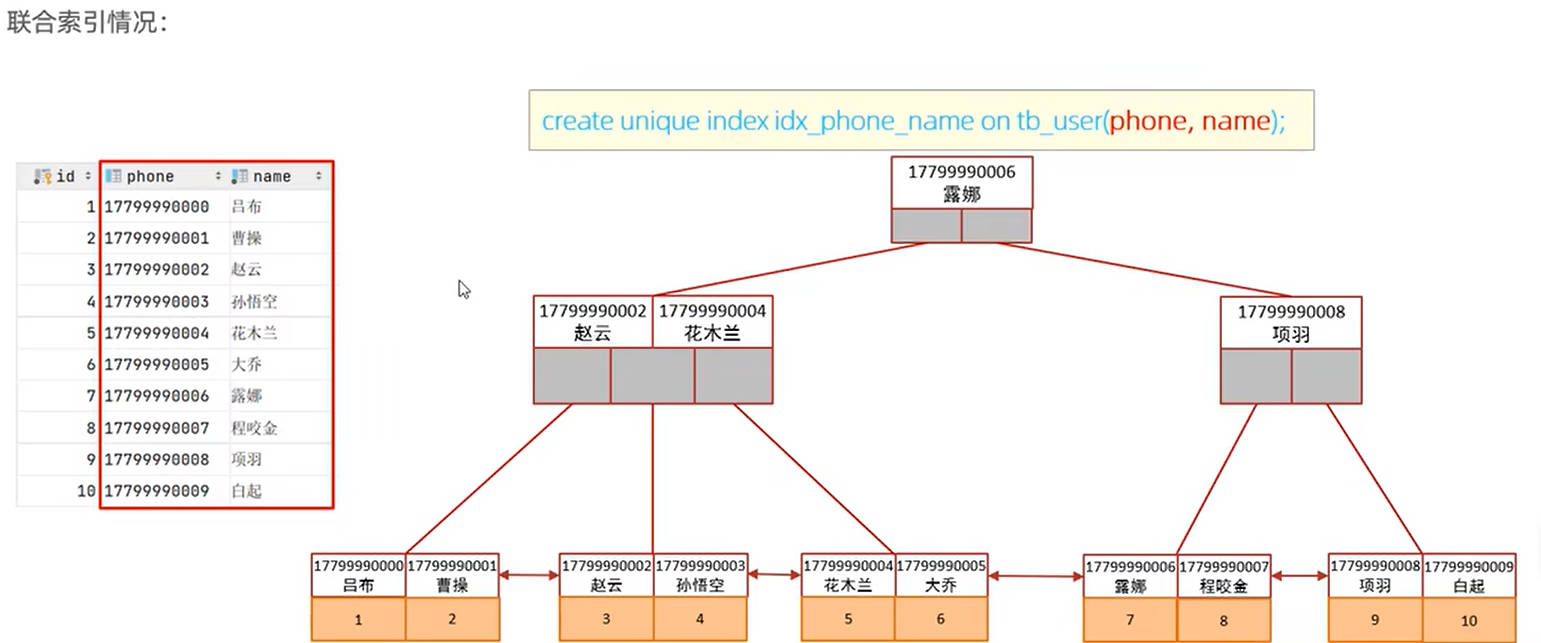 联合索引情况：
create unique index idx_phone_name on tb_user(phone, name);
id phone name
1 17799990000 吕布
2 17799990001 曹操
3 17799990002 赵云
4 17799990003 孙悟空
5 17799990004 花木兰
6 17799990005 大乔
7 17799990006 露娜
8 17799990007 程咬金
9 17799990008 项羽
10 17799990009 白起
17799990006
露娜
17799990002 17799990004
赵云 花木兰
17799990008
项羽
17799990000 17799990001
吕布 曹操
1 2
17799990002 17799990003
赵云 孙悟空
3 4
17799990004 17799990005
花木兰 大乔
5 6
17799990006 17799990007
露娜 程咬金
7 8
17799990008 17799990009
项羽 白起
9 10